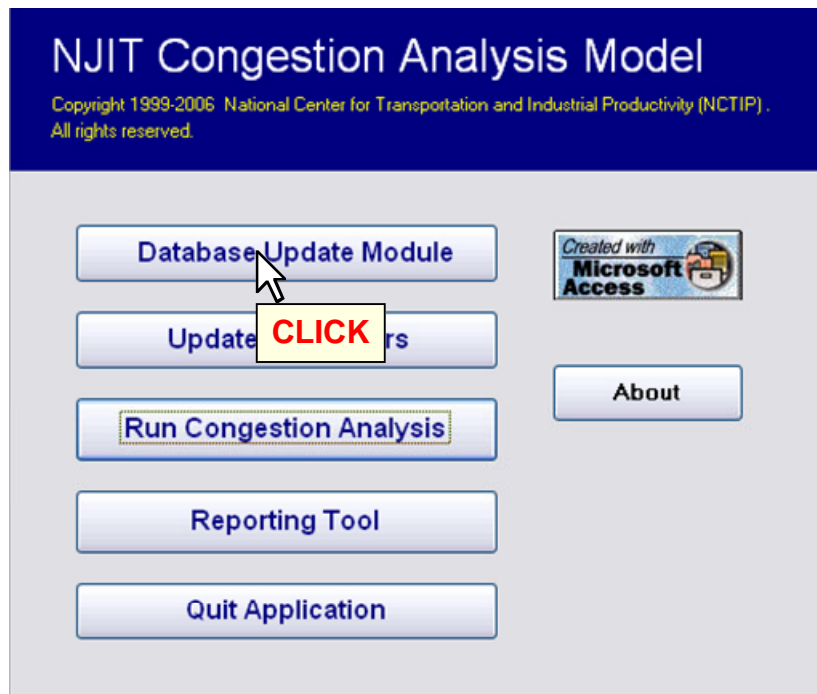 NJIT Congestion Analysis Model
Copyright 1999-2006 National Center for Transportation and Industrial Productivity (NCTIP) .
All rights reserved.
Database Update Module
Created with
Microsoft
Access
CLICK
Update rs
About
Run Congestion Analysis
Reporting Tool
Quit Application